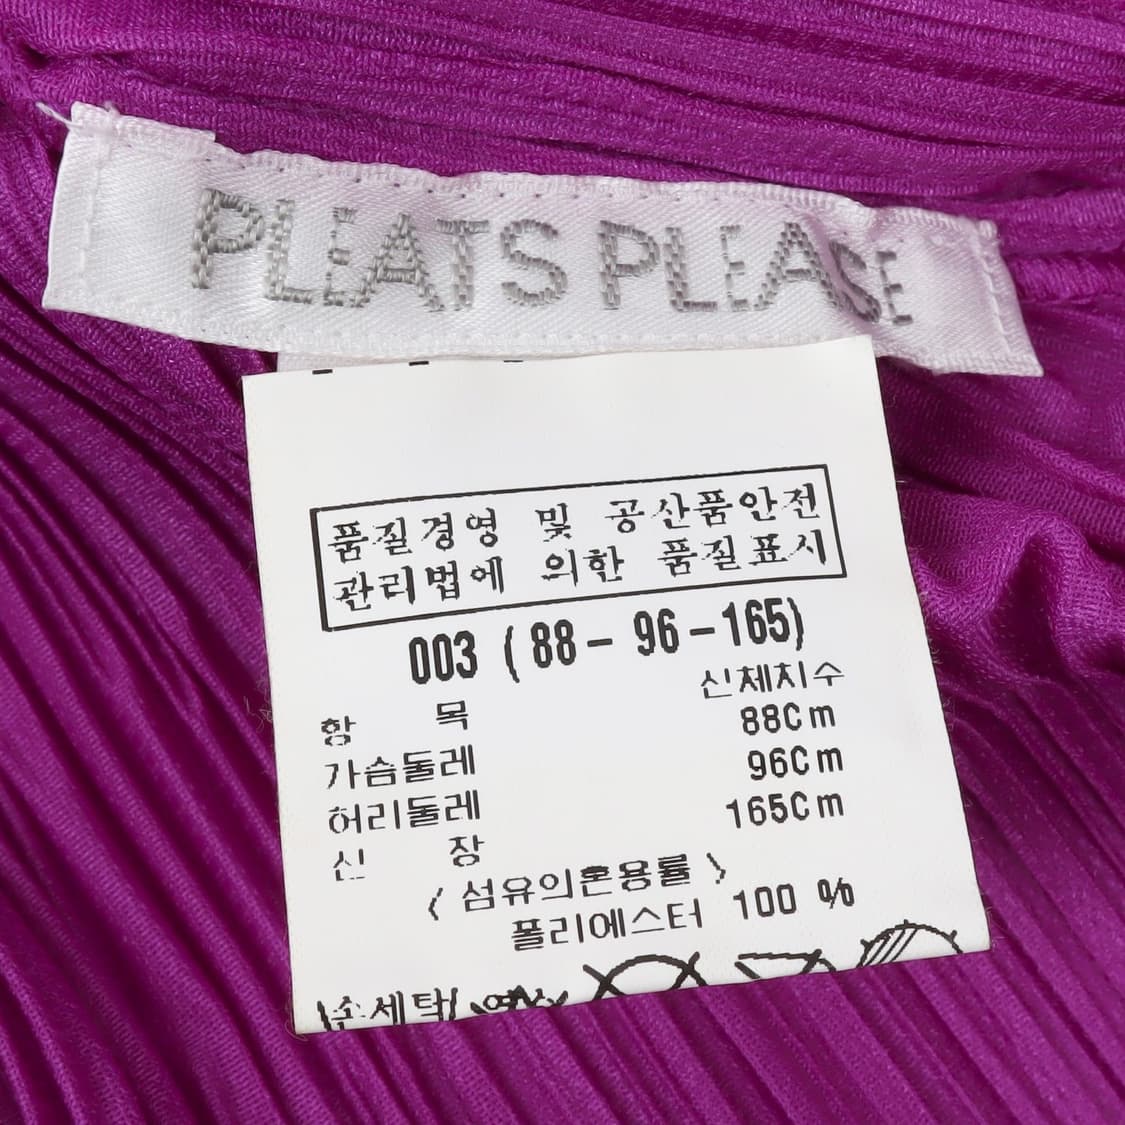 PLEATS PLEASE
품질경영 및 공산품안전
관리법에 의한 품질표시
003 (88-96-165)
신체치수
항 목 88Cm
가슴둘레 96Cm
허리둘레 165Cm
신 장
<섬유의혼용률>
폴리에스터 100 %
손세탁